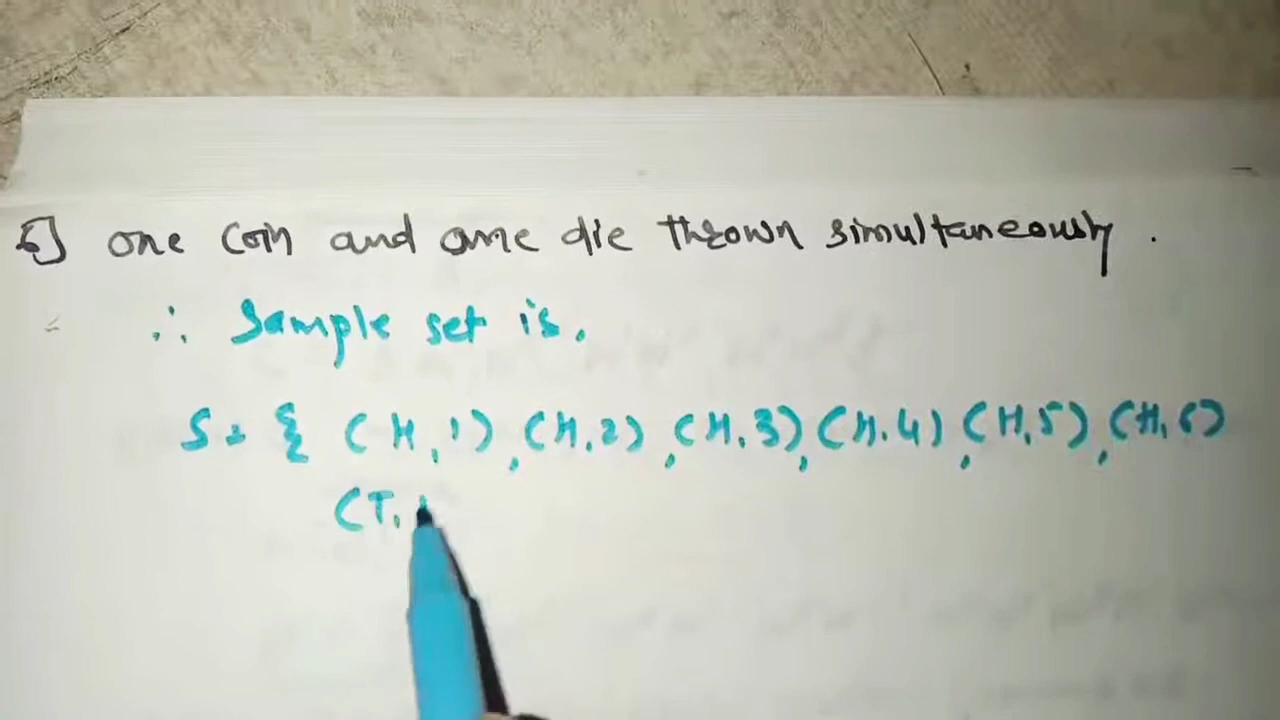 6] one coin and one die thrown simultaneously.
∴ Sample set is.
S = { (H,1), (H,2), (H,3), (H,4), (H,5), (H,6)
(T,